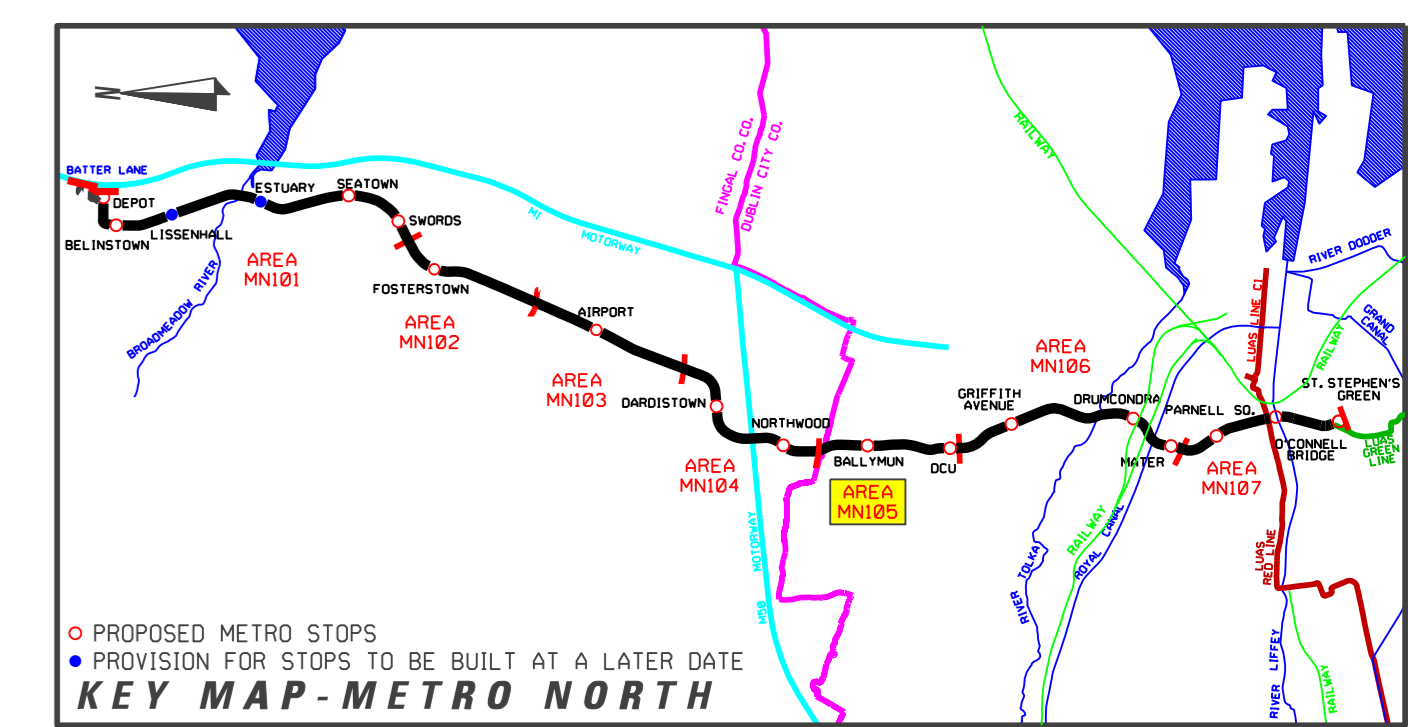 N
BATTER LANE
DEPOT
BELINSTOWN
LISSENHALL
ESTUARY
SEATOWN
SWORDS
BROADMEADOW RIVER
AREA
MN101
FOSTERSTOWN
AREA
MN102
M1
MOTORWAY
AIRPORT
AREA
MN103
DARDISTOWN
FINGAL CO. CO.
DUBLIN CITY CO.
NORTHWOOD
AREA
MN104
MOTORWAY
M50
BALLYMUN
AREA
MN105
DCU
GRIFFITH
AVENUE
AREA
MN106
RAILWAY
DRUMCONDRA
MATER
PARNELL SQ.
AREA
MN107
RAILWAY
ROYAL CANAL
RIVER TOLKA
LUAS LINE C1
RIVER DODDER
GRAND
CANAL
RAILWAY
ST. STEPHEN'S
GREEN
O'CONNELL
BRIDGE
LUAS
GREEN
LINE
LUAS
RED LINE
RIVER LIFFEY
RAILWAY
PROPOSED METRO STOPS
PROVISION FOR STOPS TO BE BUILT AT A LATER DATE
KEY MAP-METRO NORTH